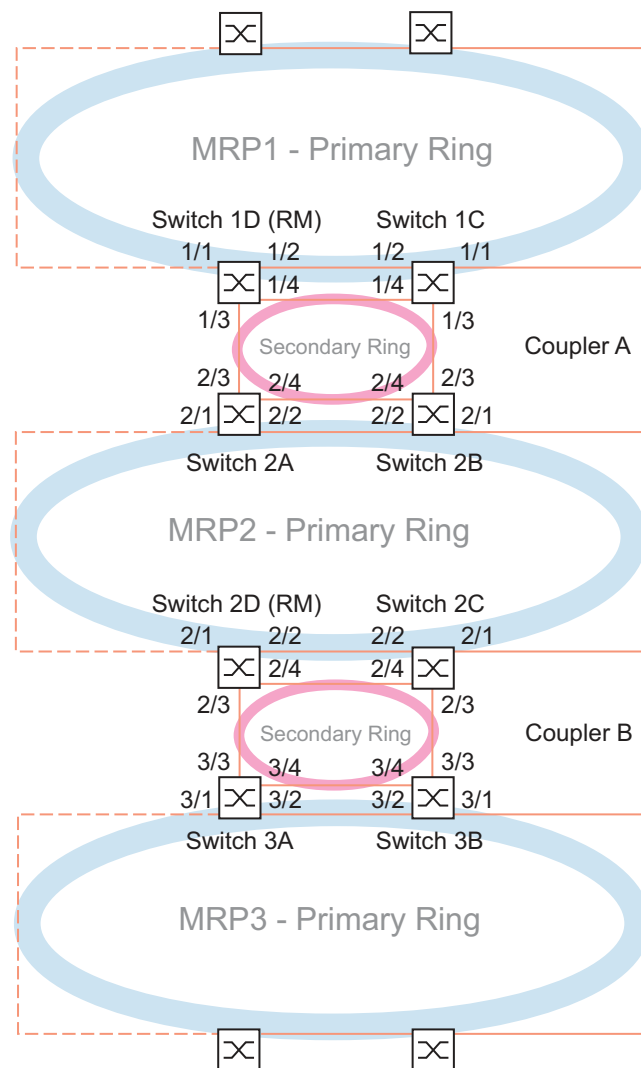 MRP1 - Primary Ring
Switch 1D (RM) Switch 1C
1/1 1/2 1/2 1/1
1/4 1/4
1/3 1/3
Secondary Ring Coupler A
2/3 2/4 2/4 2/3
2/1 2/2 2/2 2/1
Switch 2A Switch 2B
MRP2 - Primary Ring
Switch 2D (RM) Switch 2C
2/1 2/2 2/2 2/1
2/4 2/4
2/3 2/3
Secondary Ring Coupler B
3/3 3/4 3/4 3/3
3/1 3/2 3/2 3/1
Switch 3A Switch 3B
MRP3 - Primary Ring